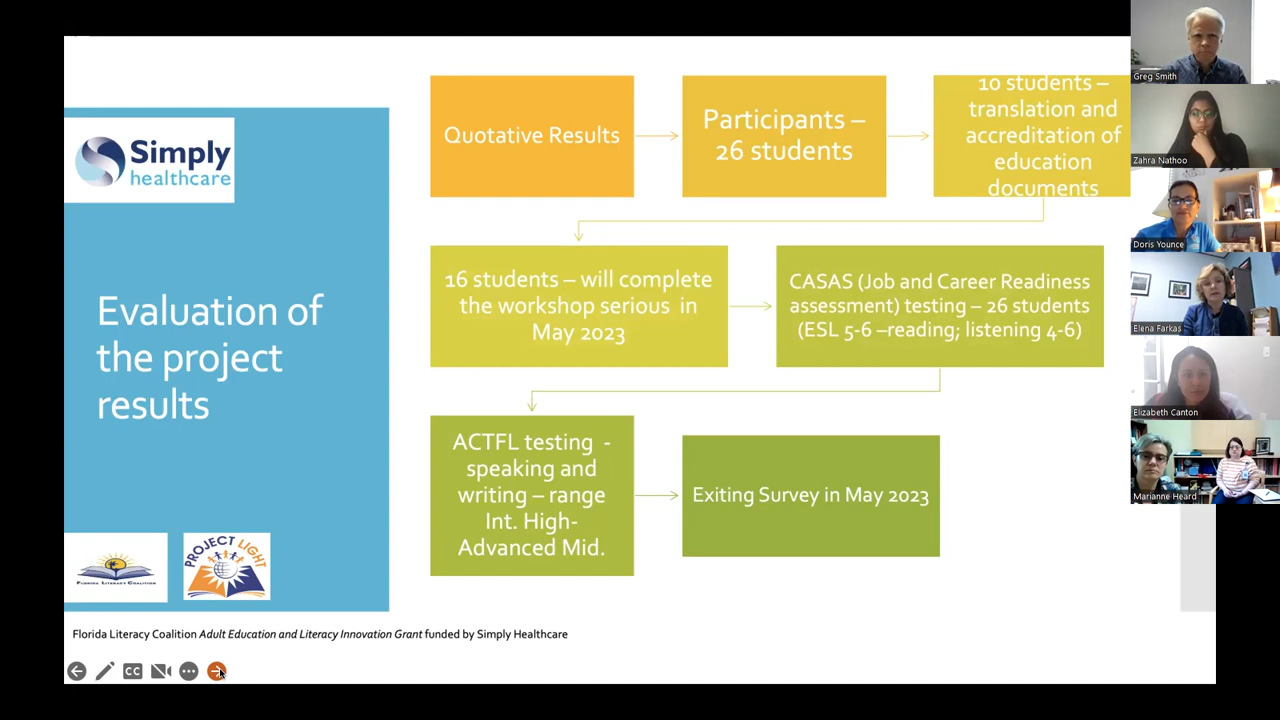 Simply
healthcare
Evaluation of
the project
results
FLORIDA LITERACY COALITION
PROJECT LIGHT
Quotative Results
Participants –
26 students
10 students –
translation and
accreditation of
education
documents
16 students – will complete
the workshop serious in
May 2023
CASAS (Job and Career Readiness
assessment) testing – 26 students
(ESL 5-6 –reading; listening 4-6)
ACTFL testing -
speaking and
writing – range
Int. High-
Advanced Mid.
Exiting Survey in May 2023
Florida Literacy Coalition Adult Education and Literacy Innovation Grant funded by Simply Healthcare
CC
Greg Smith
Zahra Nathoo
Doris Younce
Elena Farkas
Elizabeth Canton
Marianne Heard